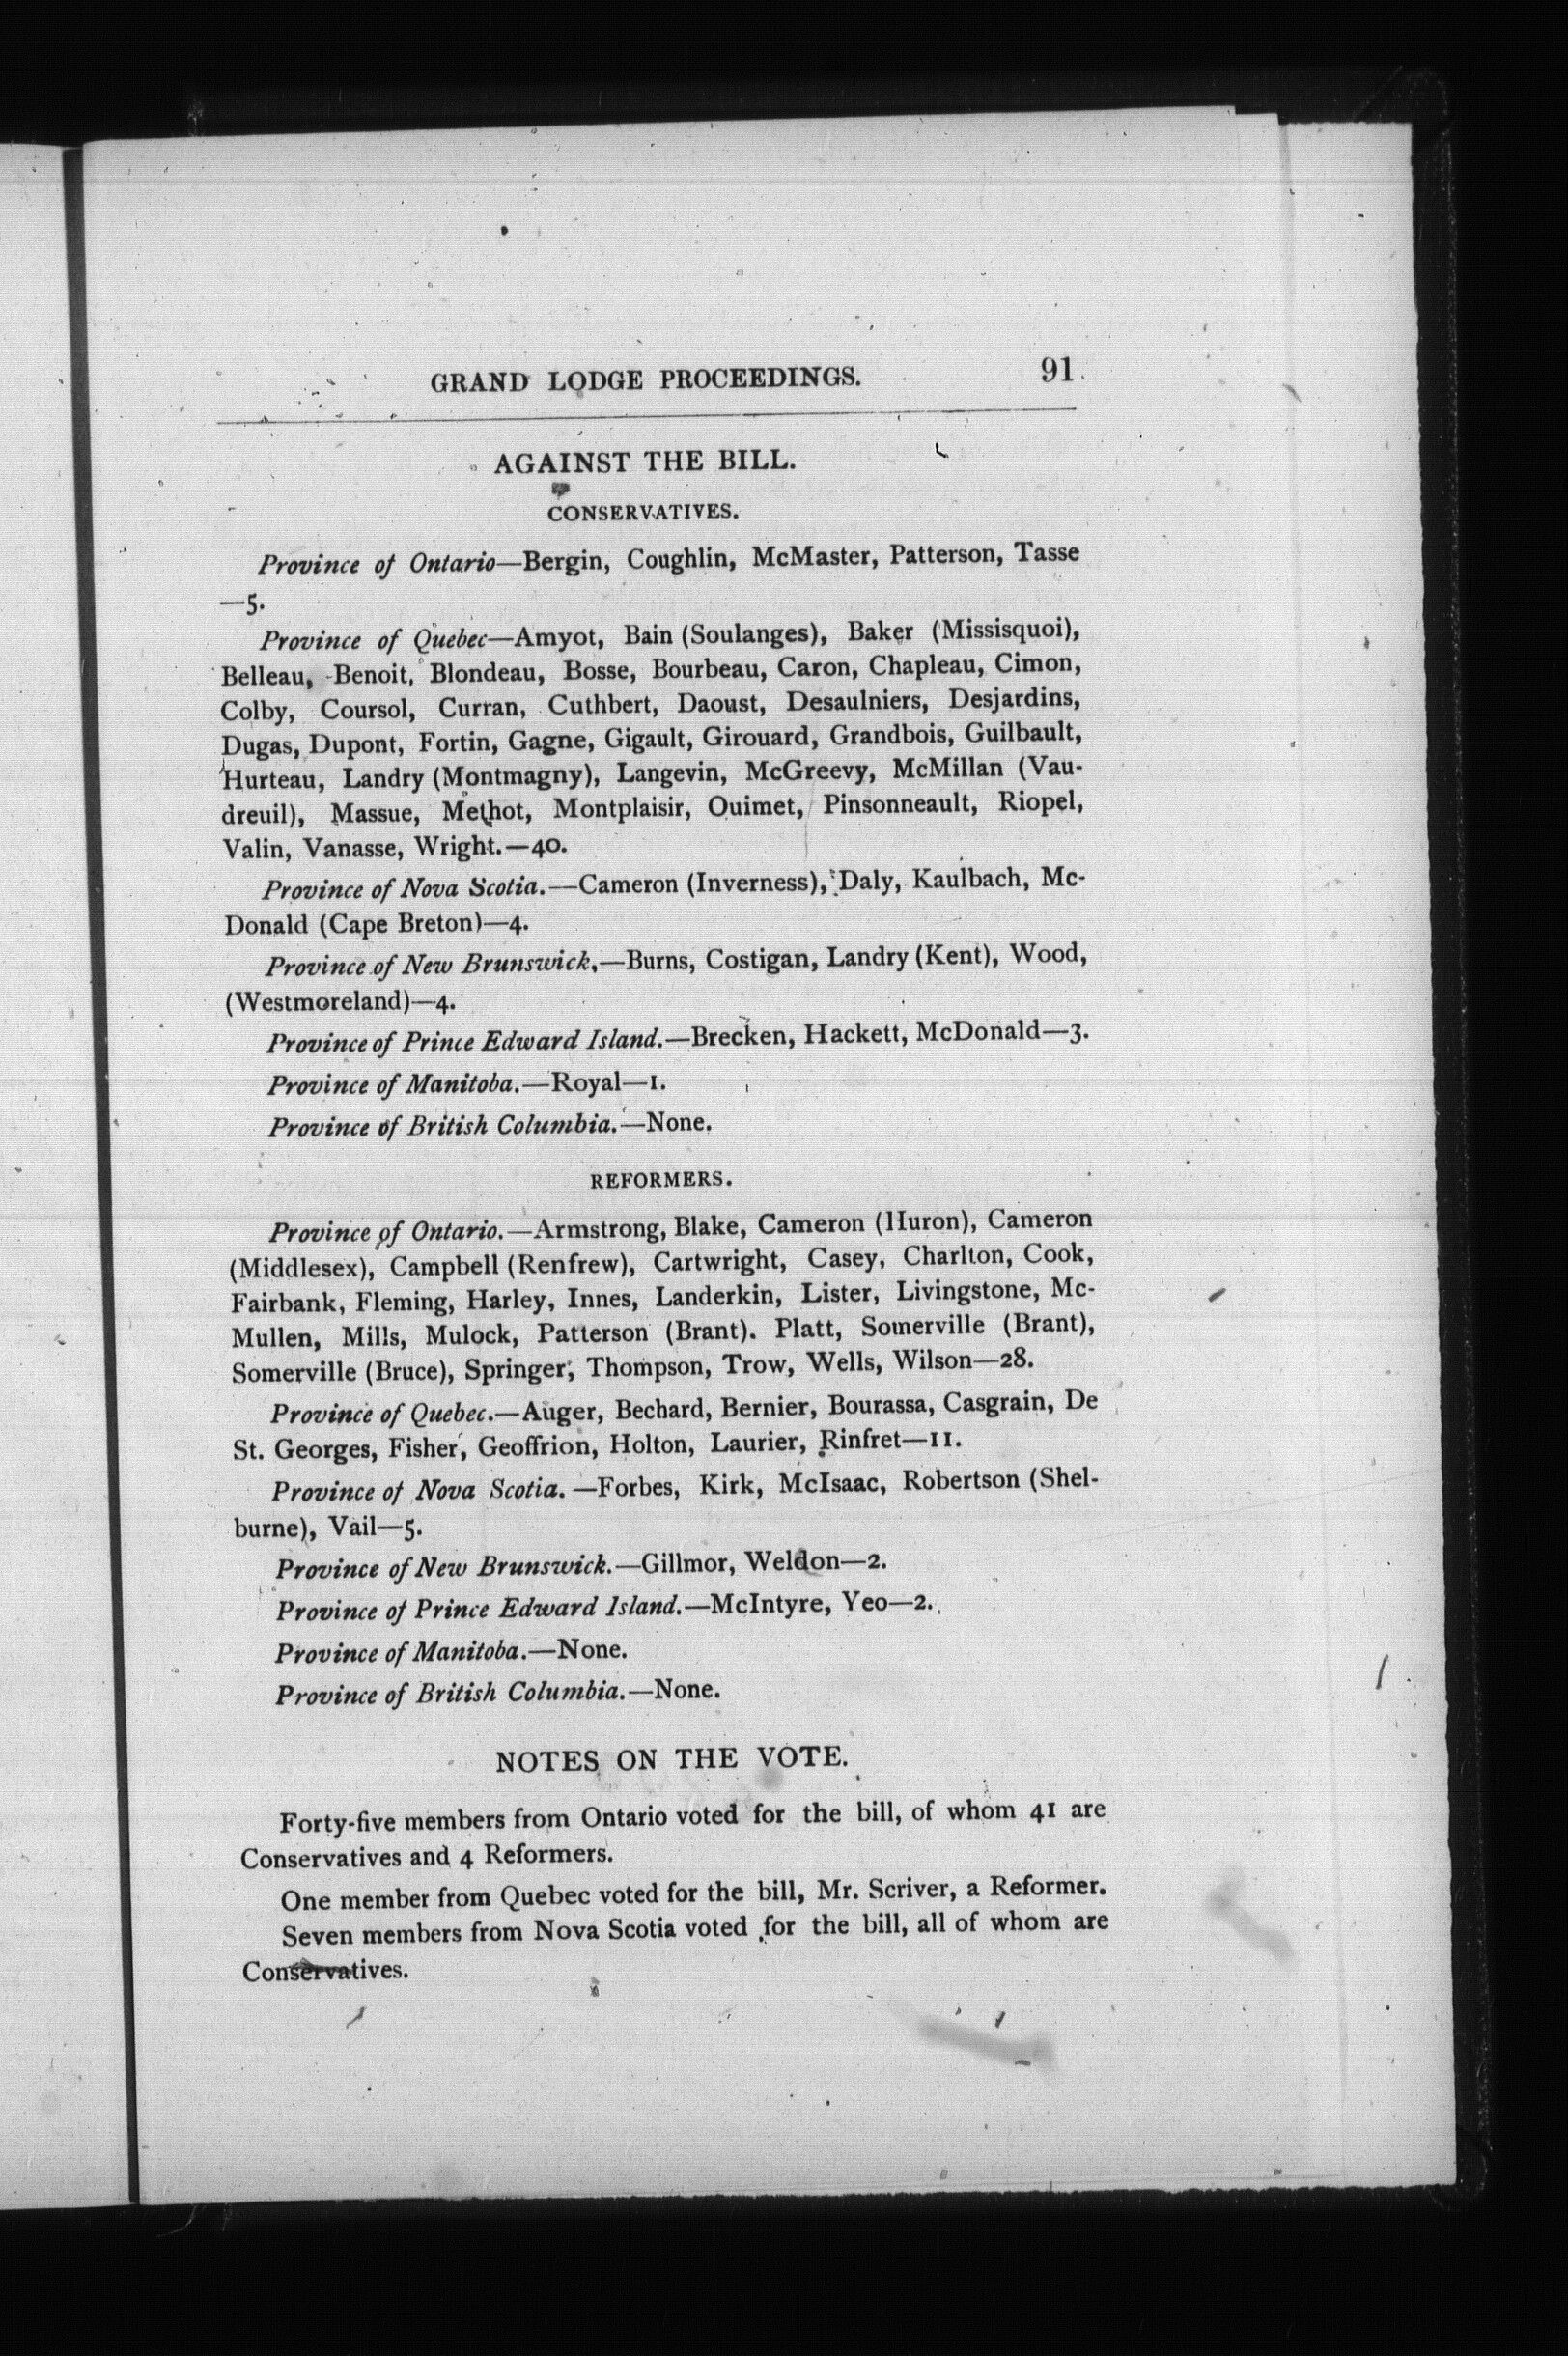 GRAND LODGE PROCEEDINGS. 91
AGAINST THE BILL.
CONSERVATIVES.
Province of Ontario—Bergin, Coughlin, McMaster, Patterson, Tasse
—5.
Province of Quebec—Amyot, Bain (Soulanges), Baker (Missisquoi),
Belleau, Benoit, Blondeau, Bosse, Bourbeau, Caron, Chapleau, Cimon,
Colby, Coursol, Curran, Cuthbert, Daoust, Desaulniers, Desjardins,
Dugas, Dupont, Fortin, Gagne, Gigault, Girouard, Grandbois, Guilbault,
Hurteau, Landry (Montmagny), Langevin, McGreevy, McMillan (Vau-
dreuil), Massue, Methot, Montplaisir, Ouimet, Pinsonneault, Riopel,
Valin, Vanasse, Wright.—40.
Province of Nova Scotia.—Cameron (Inverness), Daly, Kaulbach, Mc-
Donald (Cape Breton)—4.
Province of New Brunswick,—Burns, Costigan, Landry (Kent), Wood,
(Westmoreland)—4.
Province of Prince Edward Island.—Brecken, Hackett, McDonald—3.
Province of Manitoba.—Royal—1.
Province of British Columbia.—None.
REFORMERS.
Province of Ontario.—Armstrong, Blake, Cameron (Huron), Cameron
(Middlesex), Campbell (Renfrew), Cartwright, Casey, Charlton, Cook,
Fairbank, Fleming, Harley, Innes, Landerkin, Lister, Livingstone, Mc-
Mullen, Mills, Mulock, Patterson (Brant). Platt, Somerville (Brant),
Somerville (Bruce), Springer, Thompson, Trow, Wells, Wilson—28.
Province of Quebec.—Auger, Bechard, Bernier, Bourassa, Casgrain, De
St. Georges, Fisher, Geoffrion, Holton, Laurier, Rinfret—11.
Province of Nova Scotia.—Forbes, Kirk, McIsaac, Robertson (Shel-
burne), Vail—5.
Province of New Brunswick.—Gillmor, Weldon—2.
Province of Prince Edward Island.—McIntyre, Yeo—2.
Province of Manitoba.—None.
Province of British Columbia.—None.
NOTES ON THE VOTE.
Forty-five members from Ontario voted for the bill, of whom 41 are
Conservatives and 4 Reformers.
One member from Quebec voted for the bill, Mr. Scriver, a Reformer.
Seven members from Nova Scotia voted for the bill, all of whom are
Conservatives.